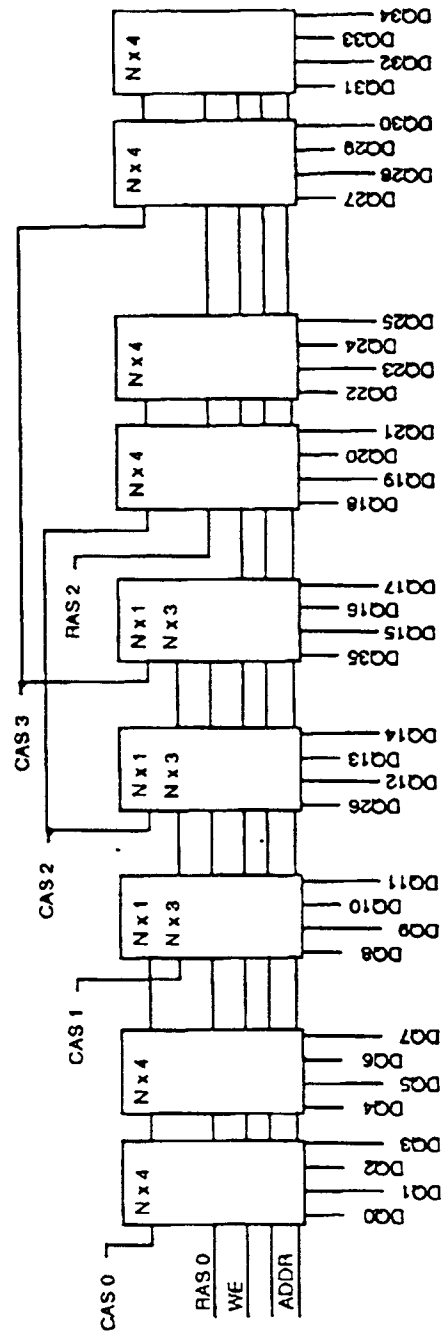 CAS 0
RAS 0
WE
ADDR
CAS 1
CAS 2
CAS 3
RAS 2
N x 4
N x 4
N x 1
N x 3
N x 1
N x 3
N x 1
N x 3
N x 4
N x 4
N x 4
N x 4
DQ0
DQ1
DQ2
DQ3
DQ4
DQ5
DQ6
DQ7
DQ8
DQ9
DQ10
DQ11
DQ26
DQ12
DQ13
DQ14
DQ35
DQ15
DQ16
DQ17
DQ18
DQ19
DQ20
DQ21
DQ22
DQ23
DQ24
DQ25
DQ27
DQ28
DQ29
DQ30
DQ31
DQ32
DQ33
DQ34